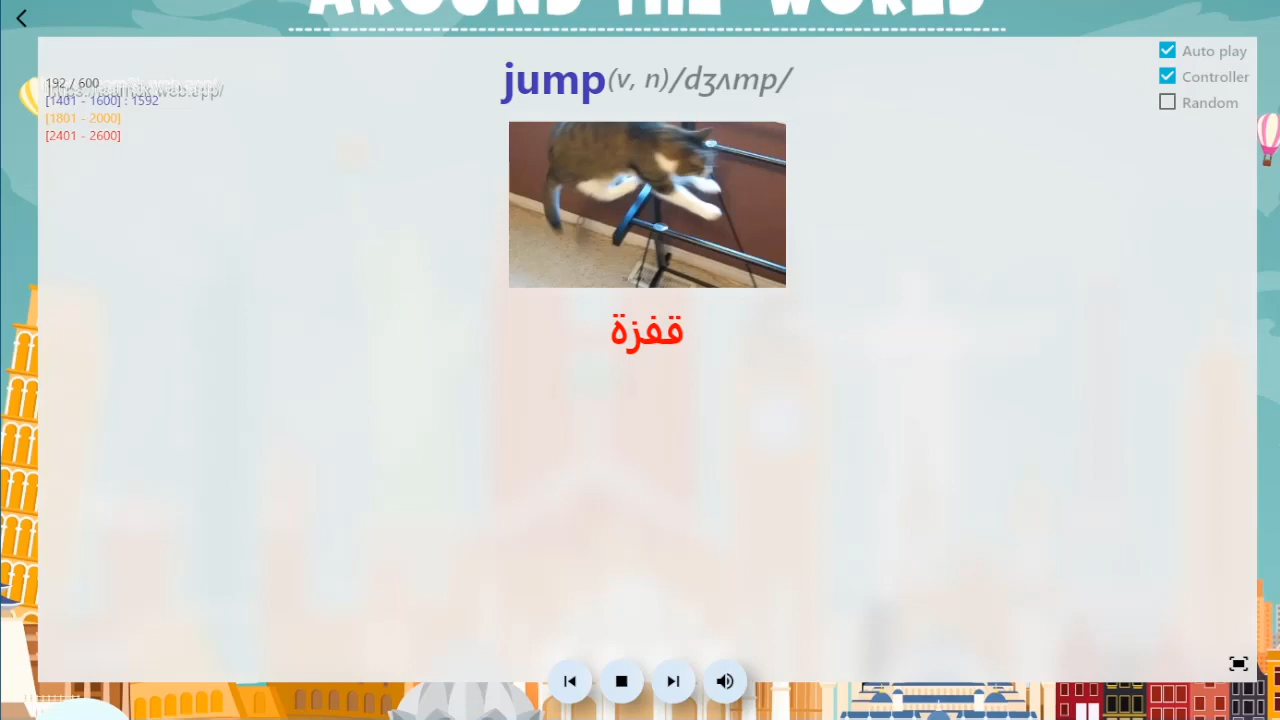 AROUND THE WORLD
192 / 600
[1401 - 1600] : 1592
[1801 - 2000]
[2401 - 2600]
jump(v, n)/dʒʌmp/
قفزة
Auto play
Controller
Random